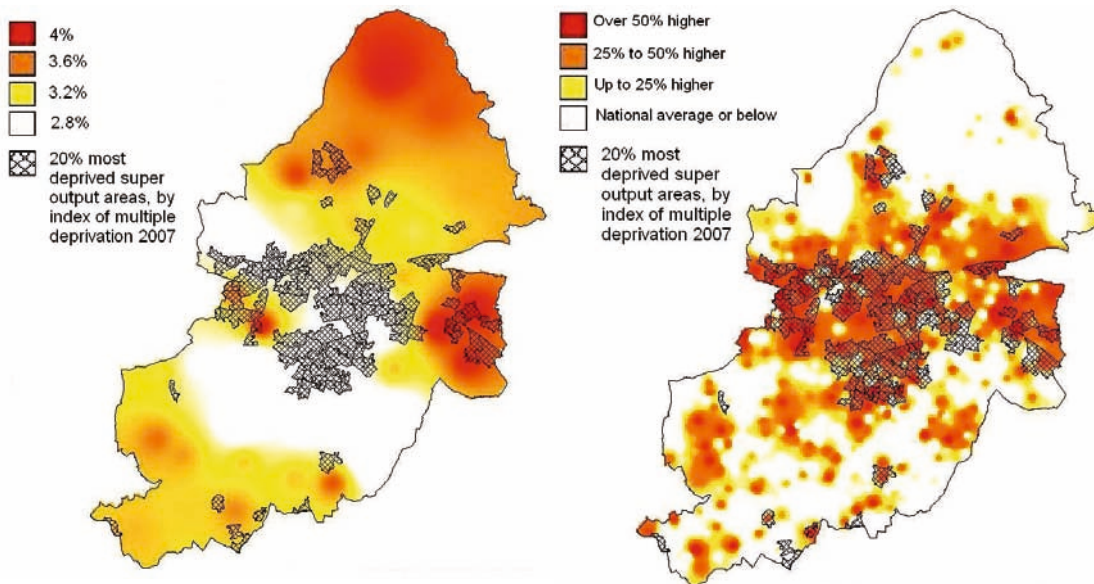 4%
3.6%
3.2%
2.8%
20% most
deprived super
output areas, by
index of multiple
deprivation 2007
Over 50% higher
25% to 50% higher
Up to 25% higher
National average or below
20% most
deprived super
output areas, by
index of multiple
deprivation 2007